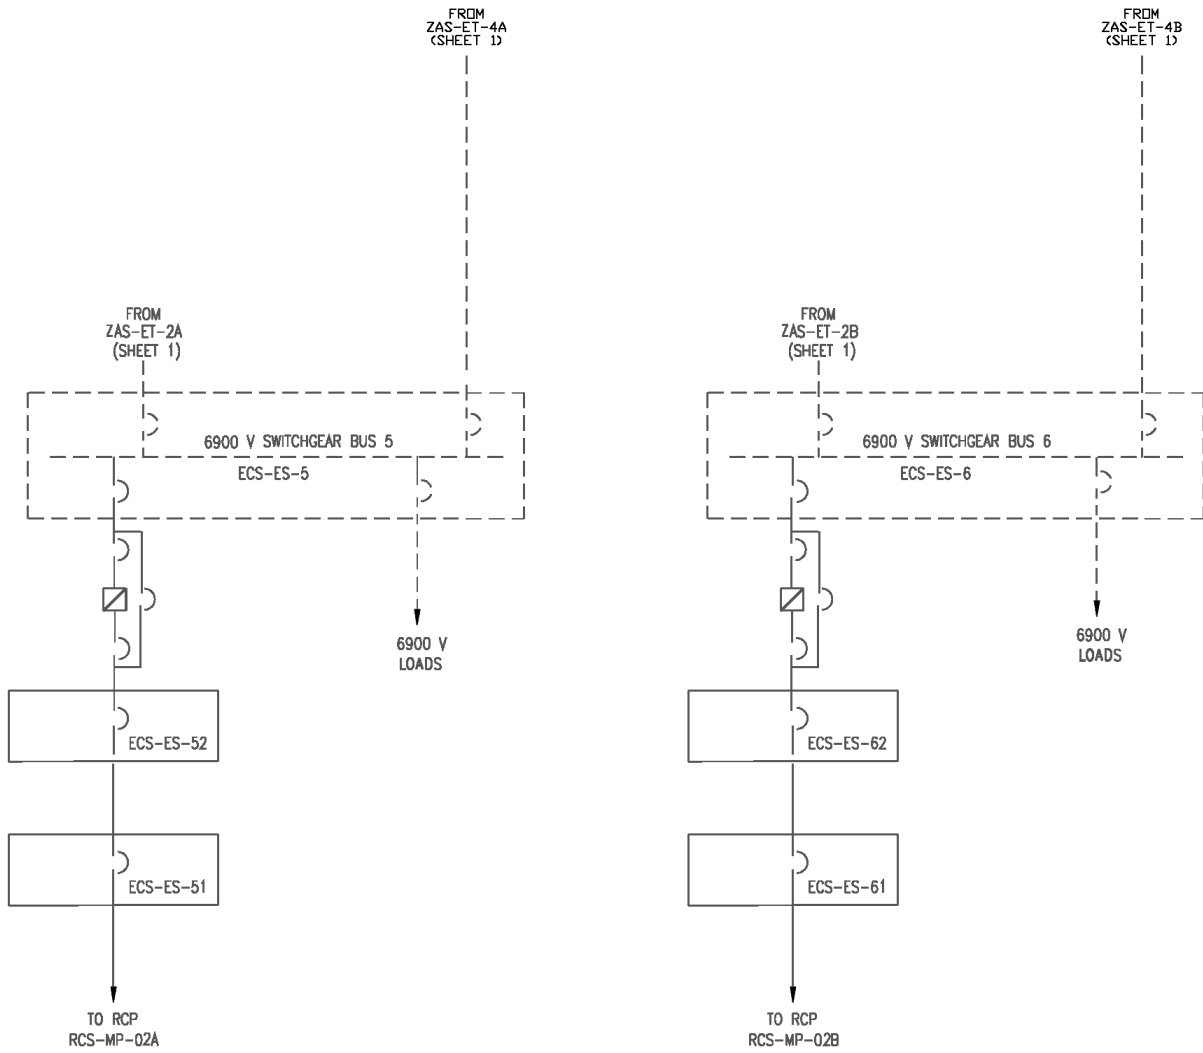 FROM
ZAS-ET-4A
(SHEET 1)
FROM
ZAS-ET-4B
(SHEET 1)
FROM
ZAS-ET-2A
(SHEET 1)
FROM
ZAS-ET-2B
(SHEET 1)
6900 V SWITCHGEAR BUS 5
ECS-ES-5
6900 V SWITCHGEAR BUS 6
ECS-ES-6
6900 V
LOADS
6900 V
LOADS
ECS-ES-52
ECS-ES-62
ECS-ES-51
ECS-ES-61
TO RCP
RCS-MP-02A
TO RCP
RCS-MP-02B